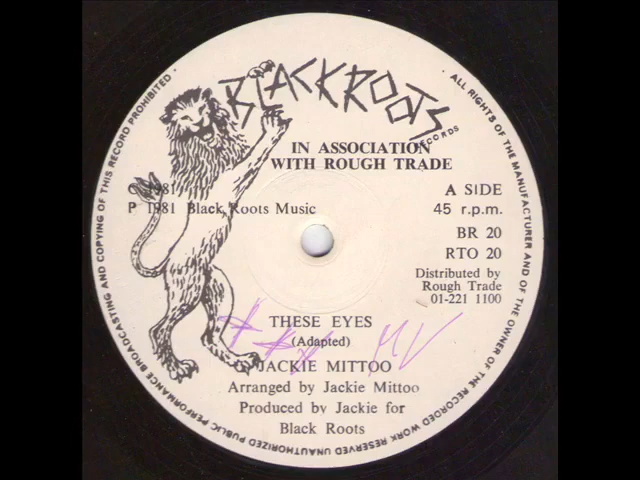 BLACKROOTS
RECORDS
IN ASSOCIATION
WITH ROUGH TRADE
C 1981
P 1981 Black Roots Music
A SIDE
45 r.p.m.
BR 20
RTO 20
Distributed by
Rough Trade
01-221 1100
THESE EYES
(Adapted)
JACKIE MITTOO
Arranged by Jackie Mittoo
Produced by Jackie for
Black Roots
ALL RIGHTS OF THE MANUFACTURER AND OF THE OWNER OF THE RECORDED WORK RESERVED UNAUTHORIZED PUBLIC PERFORMANCE BROADCASTING AND COPYING OF THIS RECORD PROHIBITED